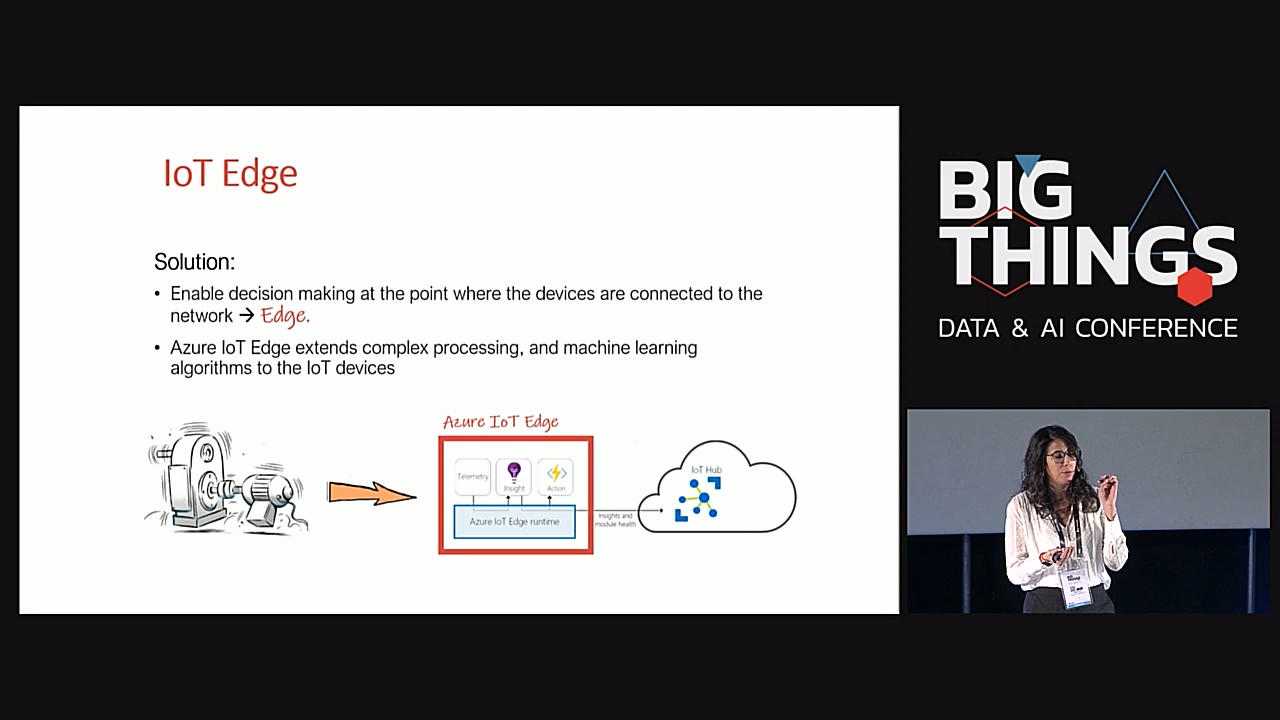 IoT Edge
Solution:
• Enable decision making at the point where the devices are connected to the
network → Edge.
• Azure IoT Edge extends complex processing, and machine learning
algorithms to the IoT devices
Azure IoT Edge
Telemetry
Insight
Action
Azure IoT Edge runtime
Insights and
module health
IoT Hub
BIG
THINGS
DATA & AI CONFERENCE